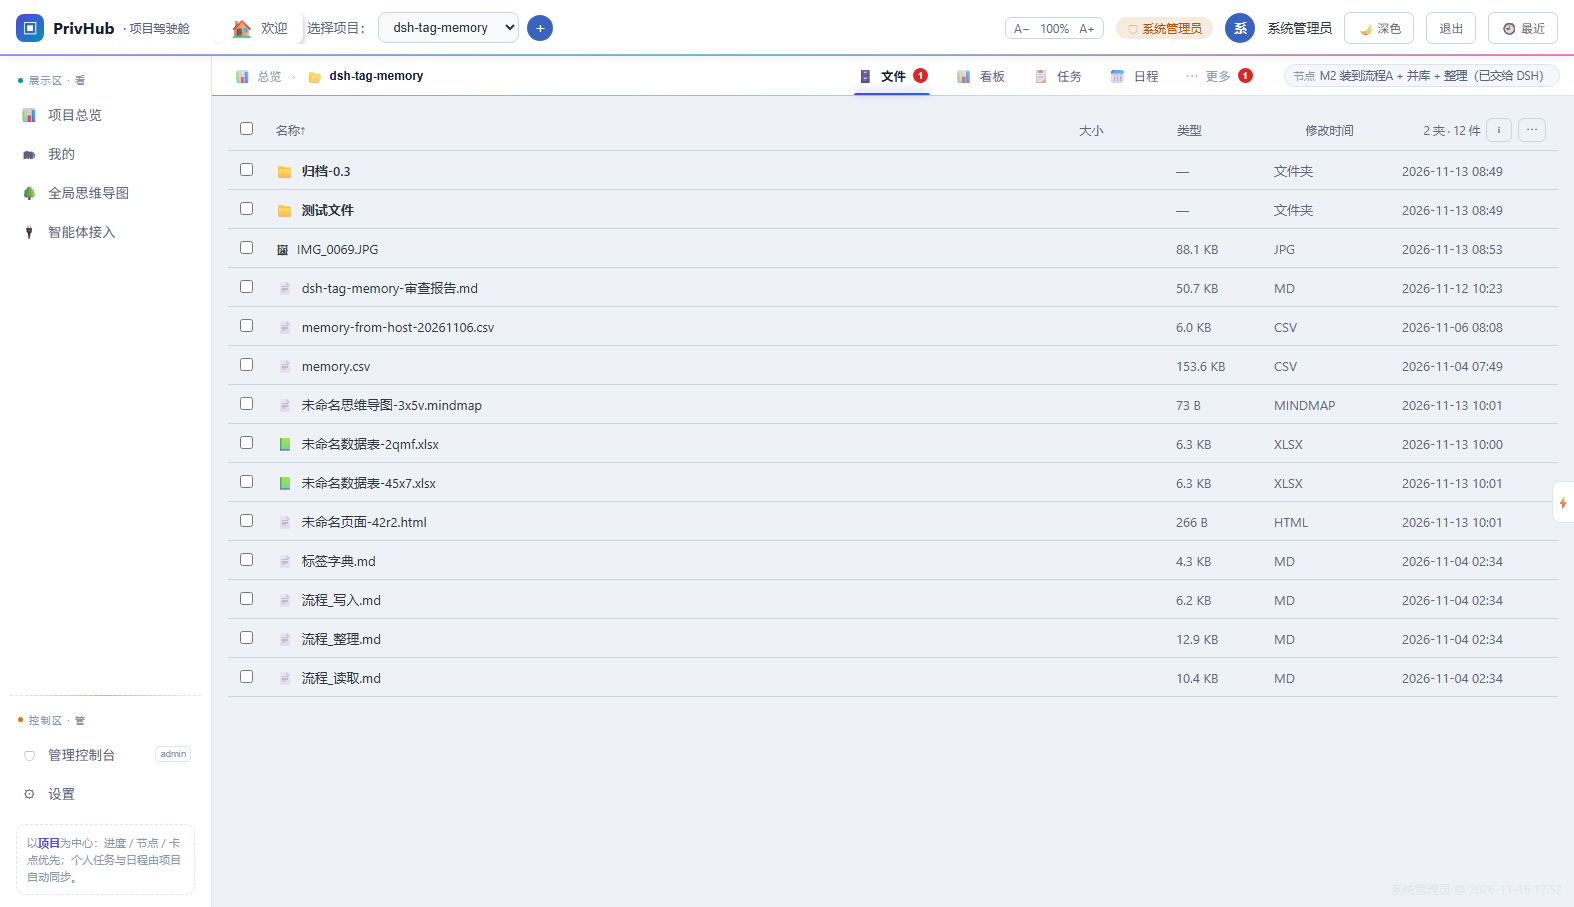 PrivHub · 项目驾驶舱
欢迎
选择项目：
dsh-tag-memory
+
A− 100% A+
系统管理员
系
系统管理员
深色
退出
最近
展示区 · 看
项目总览
我的
全局思维导图
智能体接入
控制区 · 管
管理控制台 admin
设置
以项目为中心：进度 / 节点 / 卡
点优先；个人任务与日程由项目
自动同步。
总览 › dsh-tag-memory
文件 1
看板
任务
日程
··· 更多 1
节点 M2 装到流程A + 并库 + 整理（已交给 DSH）
名称↑ 大小 类型 修改时间 2 夹 · 12 件 i ···
归档-0.3 — 文件夹 2026-11-13 08:49
测试文件 — 文件夹 2026-11-13 08:49
IMG_0069.JPG 88.1 KB JPG 2026-11-13 08:53
dsh-tag-memory-审查报告.md 50.7 KB MD 2026-11-12 10:23
memory-from-host-20261106.csv 6.0 KB CSV 2026-11-06 08:08
memory.csv 153.6 KB CSV 2026-11-04 07:49
未命名思维导图-3x5v.mindmap 73 B MINDMAP 2026-11-13 10:01
未命名数据表-2qmf.xlsx 6.3 KB XLSX 2026-11-13 10:00
未命名数据表-45x7.xlsx 6.3 KB XLSX 2026-11-13 10:01
未命名页面-42r2.html 266 B HTML 2026-11-13 10:01
标签字典.md 4.3 KB MD 2026-11-04 02:34
流程_写入.md 6.2 KB MD 2026-11-04 02:34
流程_整理.md 12.9 KB MD 2026-11-04 02:34
流程_读取.md 10.4 KB MD 2026-11-04 02:34
系统管理员 @ 2026-11-16 17:52